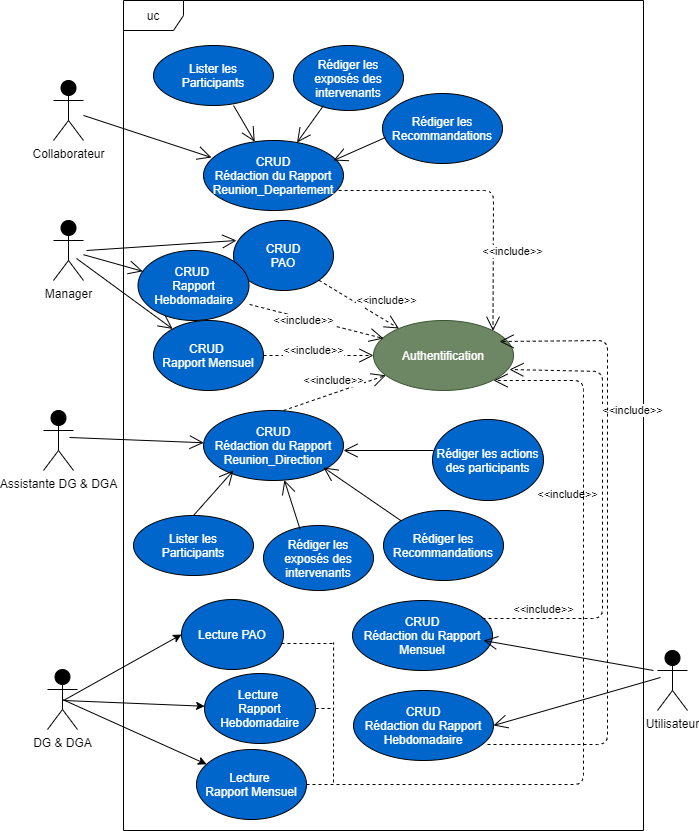 uc
Lister les
Participants
Rédiger les
exposés des
intervenants
Rédiger les
Recommandations
Collaborateur
CRUD
Rédaction du Rapport
Reunion_Departement
<<include>>
Manager
CRUD
PAO
CRUD
Rapport
Hebdomadaire
<<include>>
<<include>>
CRUD
Rapport Mensuel
<<include>>
Authentification
<<include>>
<<include>>
Assistante DG & DGA
CRUD
Rédaction du Rapport
Reunion_Direction
Rédiger les actions
des participants
<<include>>
Lister les
Participants
Rédiger les
exposés des
intervenants
Rédiger les
Recommandations
<<include>>
Lecture PAO
CRUD
Rédaction du Rapport
Mensuel
DG & DGA
Lecture
Rapport
Hebdomadaire
CRUD
Rédaction du Rapport
Hebdomadaire
Utilisateur
Lecture
Rapport Mensuel